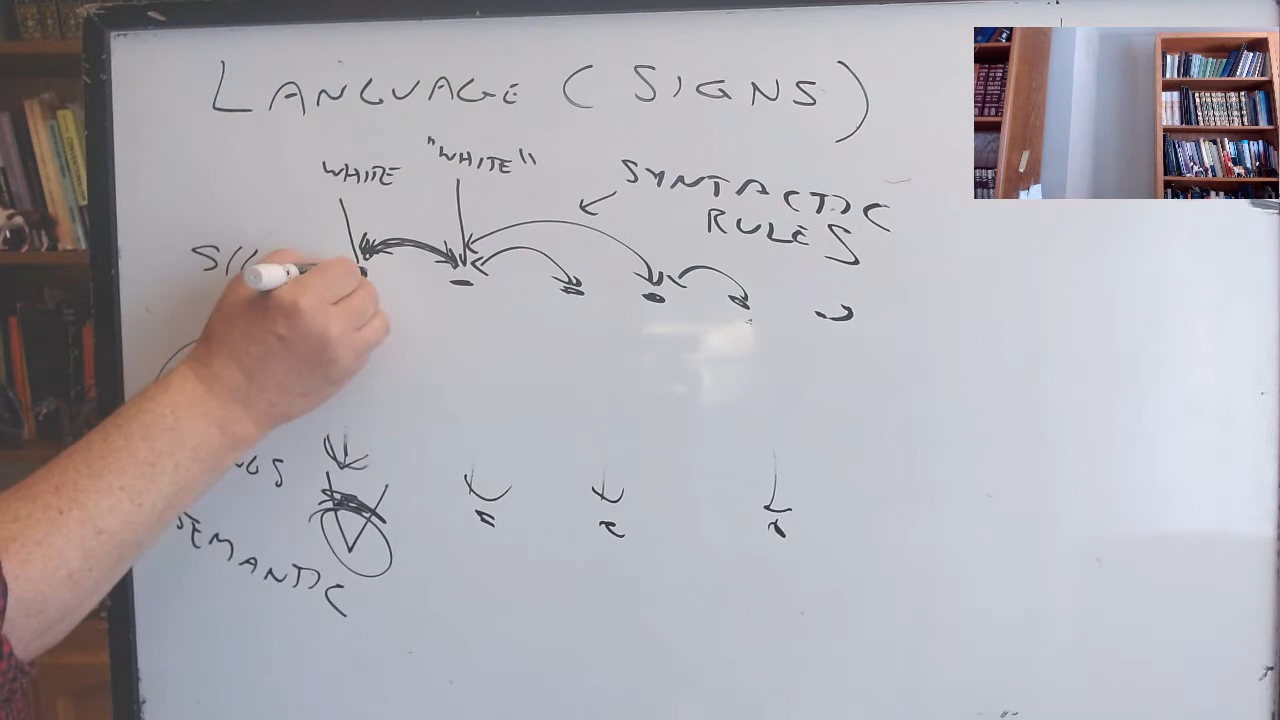 LANGUAGE (SIGNS)
WHITE "WHITE"
SYNTACTIC
RULES
SEMANTIC